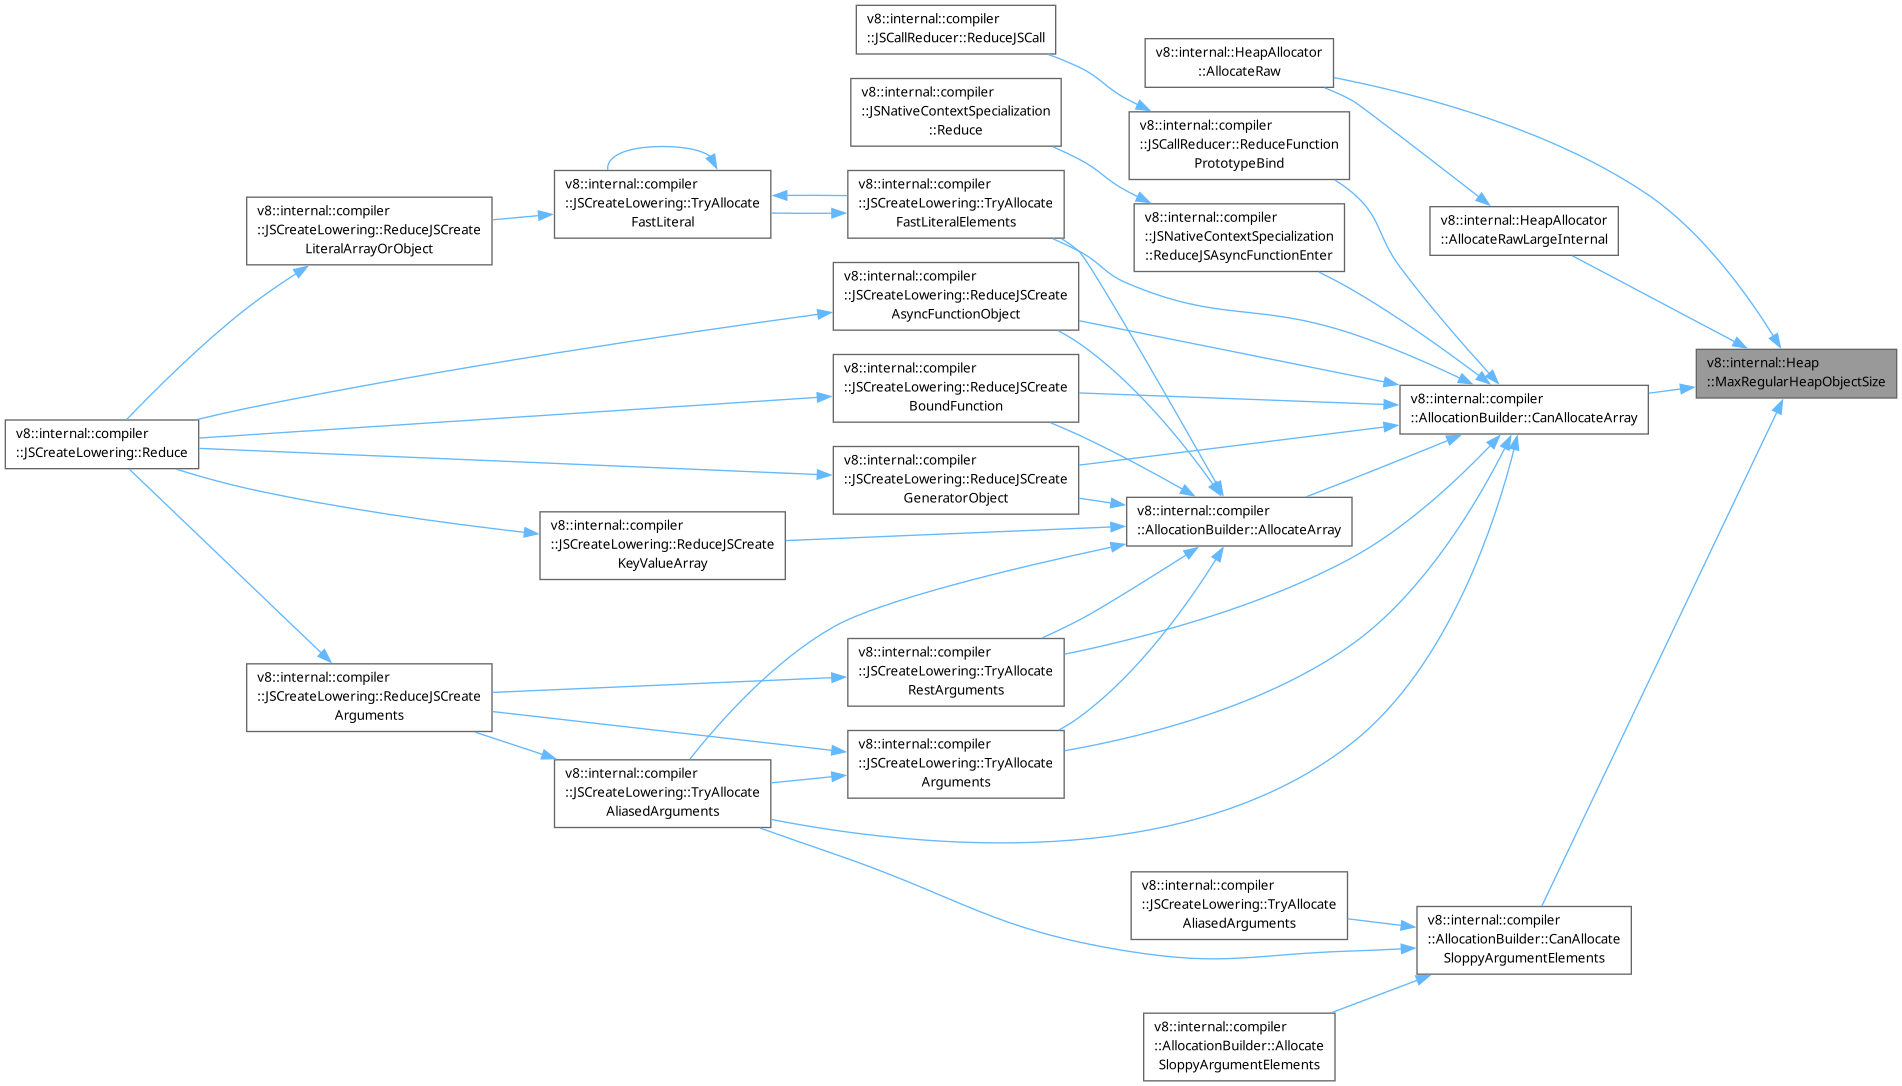 v8::internal::compiler
::JSCallReducer::ReduceJSCall
v8::internal::HeapAllocator
::AllocateRaw
v8::internal::compiler
::JSNativeContextSpecialization
::Reduce
v8::internal::compiler
::JSCallReducer::ReduceFunction
PrototypeBind
v8::internal::compiler
::JSCreateLowering::TryAllocate
FastLiteral
v8::internal::compiler
::JSCreateLowering::TryAllocate
FastLiteralElements
v8::internal::compiler
::JSCreateLowering::ReduceJSCreate
LiteralArrayOrObject
v8::internal::compiler
::JSNativeContextSpecialization
::ReduceJSAsyncFunctionEnter
v8::internal::HeapAllocator
::AllocateRawLargeInternal
v8::internal::compiler
::JSCreateLowering::ReduceJSCreate
AsyncFunctionObject
v8::internal::Heap
::MaxRegularHeapObjectSize
v8::internal::compiler
::JSCreateLowering::ReduceJSCreate
BoundFunction
v8::internal::compiler
::AllocationBuilder::CanAllocateArray
v8::internal::compiler
::JSCreateLowering::Reduce
v8::internal::compiler
::JSCreateLowering::ReduceJSCreate
GeneratorObject
v8::internal::compiler
::AllocationBuilder::AllocateArray
v8::internal::compiler
::JSCreateLowering::ReduceJSCreate
KeyValueArray
v8::internal::compiler
::JSCreateLowering::TryAllocate
RestArguments
v8::internal::compiler
::JSCreateLowering::ReduceJSCreate
Arguments
v8::internal::compiler
::JSCreateLowering::TryAllocate
Arguments
v8::internal::compiler
::JSCreateLowering::TryAllocate
AliasedArguments
v8::internal::compiler
::JSCreateLowering::TryAllocate
AliasedArguments
v8::internal::compiler
::AllocationBuilder::CanAllocate
SloppyArgumentElements
v8::internal::compiler
::AllocationBuilder::Allocate
SloppyArgumentElements